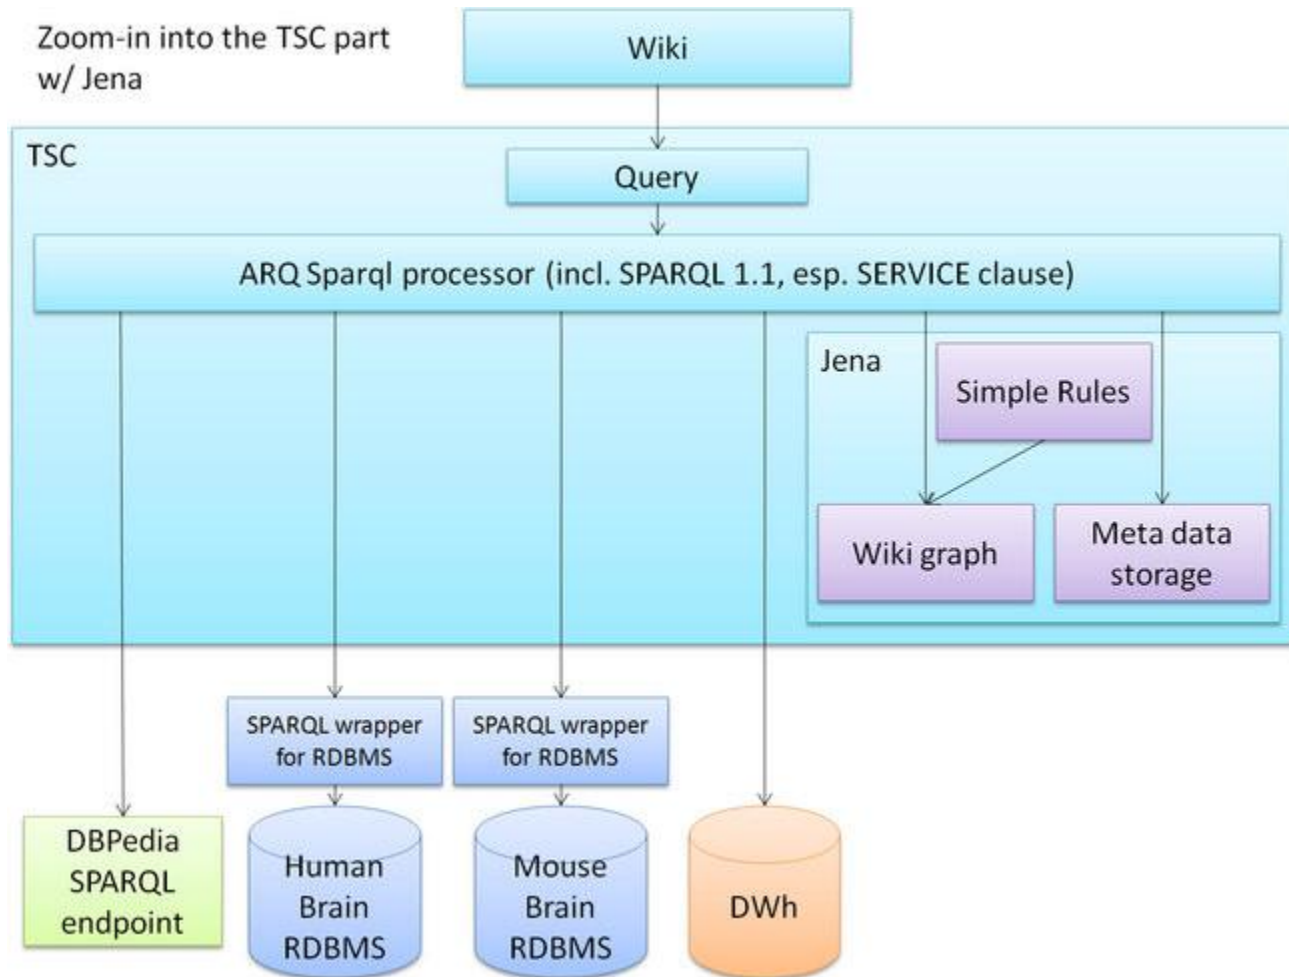 Zoom-in into the TSC part
w/ Jena
Wiki
TSC
Query
ARQ Sparql processor (incl. SPARQL 1.1, esp. SERVICE clause)
Jena
Simple Rules
Wiki graph
Meta data
storage
SPARQL wrapper
for RDBMS
SPARQL wrapper
for RDBMS
DBPedia
SPARQL
endpoint
Human
Brain
RDBMS
Mouse
Brain
RDBMS
DWh